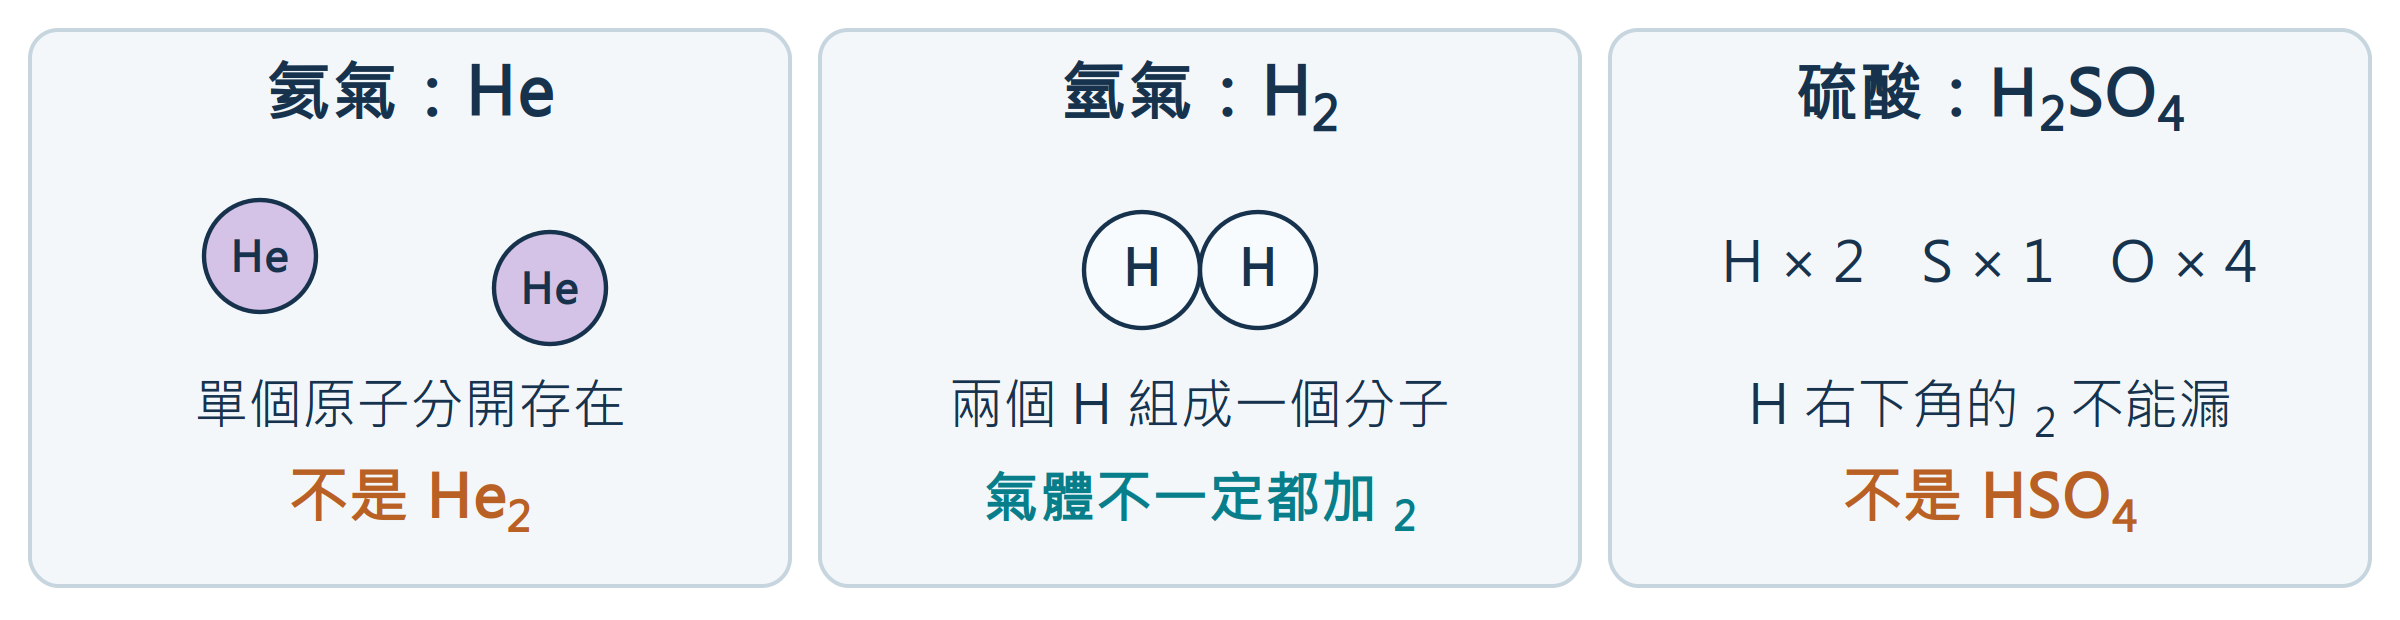 氦氣：He
He
He
單個原子分開存在
不是 He₂
氫氣：H₂
H H
兩個 H 組成一個分子
氣體不一定都加 ₂
硫酸：H₂SO₄
H × 2 S × 1 O × 4
H 右下角的 ₂ 不能漏
不是 HSO₄